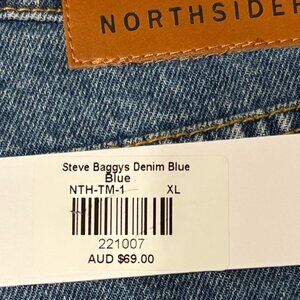 NORTHSIDER
Steve Baggys Denim Blue
Blue
NTH-TM-1 XL
221007
AUD $69.00